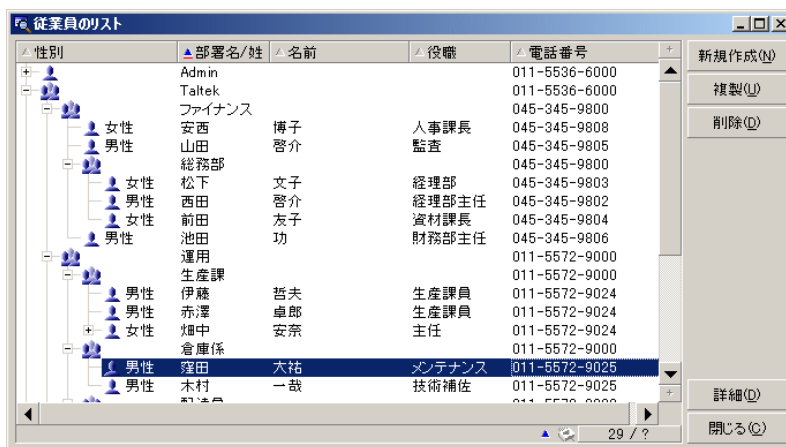 従業員のリスト
性別 部署名/姓 名前 役職 電話番号
Admin 011-5536-6000
Taltek 011-5536-6000
ファイナンス 045-345-9800
女性 安西 博子 人事課長 045-345-9808
男性 山田 啓介 監査 045-345-9805
総務部 045-345-9800
女性 松下 文子 経理部 045-345-9803
男性 西田 啓介 経理部主任 045-345-9802
女性 前田 友子 資材課長 045-345-9804
男性 池田 功 財務部主任 045-345-9806
運用 011-5572-9000
生産課 011-5572-9000
男性 伊藤 哲夫 生産課員 011-5572-9024
男性 赤澤 卓郎 生産課員 011-5572-9024
女性 畑中 安奈 主任 011-5572-9024
倉庫係 011-5572-9000
男性 窪田 大祐 メンテナンス 011-5572-9025
男性 木村 一哉 技術補佐 011-5572-9025
29 / ?
新規作成(N)
複製(U)
削除(D)
詳細(D)
閉じる(C)